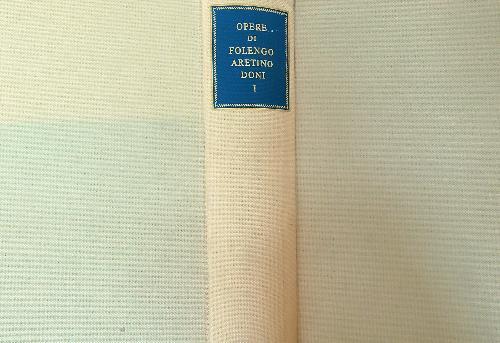 OPERE
DI
FOLENGO
ARETINO
DONI
I